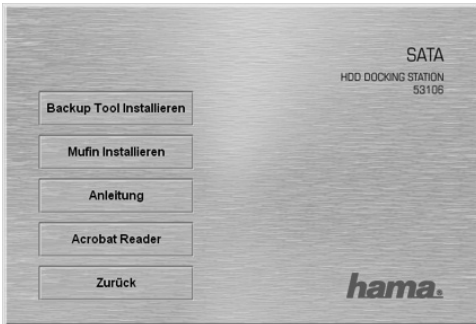 SATA
HDD DOCKING STATION
53106
Backup Tool Installieren
Mufin Installieren
Anleitung
Acrobat Reader
Zurück
hama.